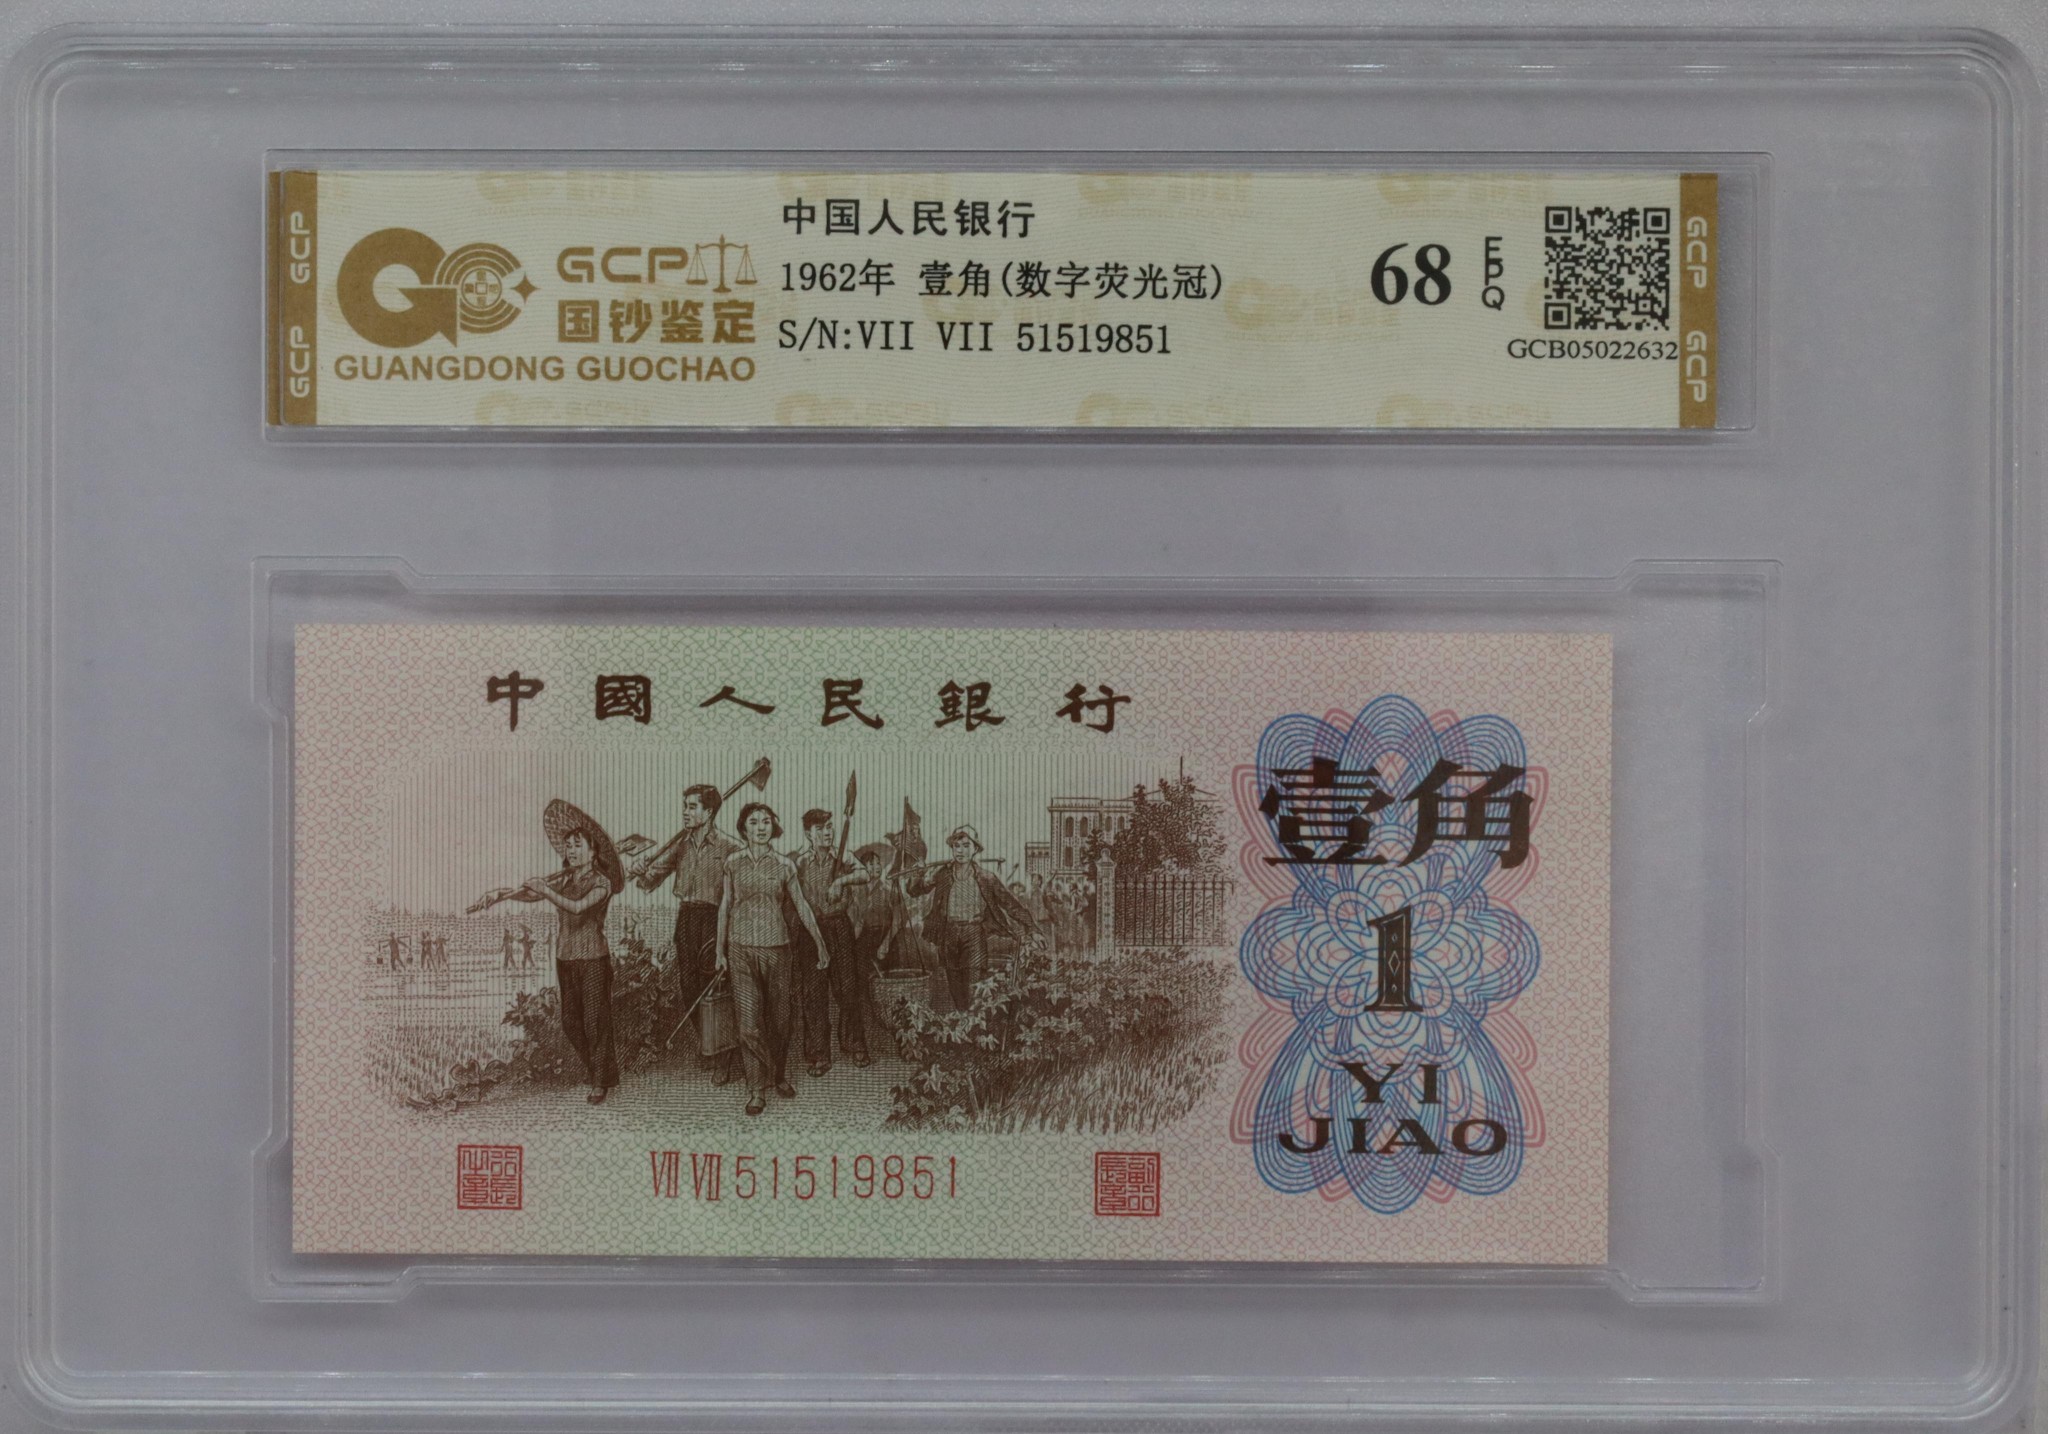 GCP
GCP
GCP
国钞鉴定
GUANGDONG GUOCHAO
中国人民银行
1962年 壹角(数字荧光冠)
S/N:VII VII 51519851
68
EPQ
GCB05022632
GCP
GCP
中國人民銀行
壹角
1
YI
JIAO
VII VII 51519851